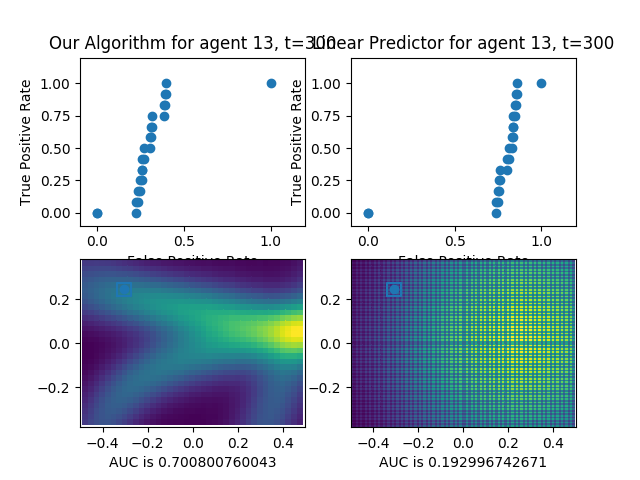 Our Algorithm for agent 13, t=300
Linear Predictor for agent 13, t=300
True Positive Rate
1.00
0.75
0.50
0.25
0.00
0.0 0.5 1.0
False Positive Rate
True Positive Rate
1.00
0.75
0.50
0.25
0.00
0.0 0.5 1.0
False Positive Rate
0.2
0.0
−0.2
−0.4 −0.2 0.0 0.2 0.4
AUC is 0.700800760043
0.2
0.0
−0.2
−0.4 −0.2 0.0 0.2 0.4
AUC is 0.192996742671